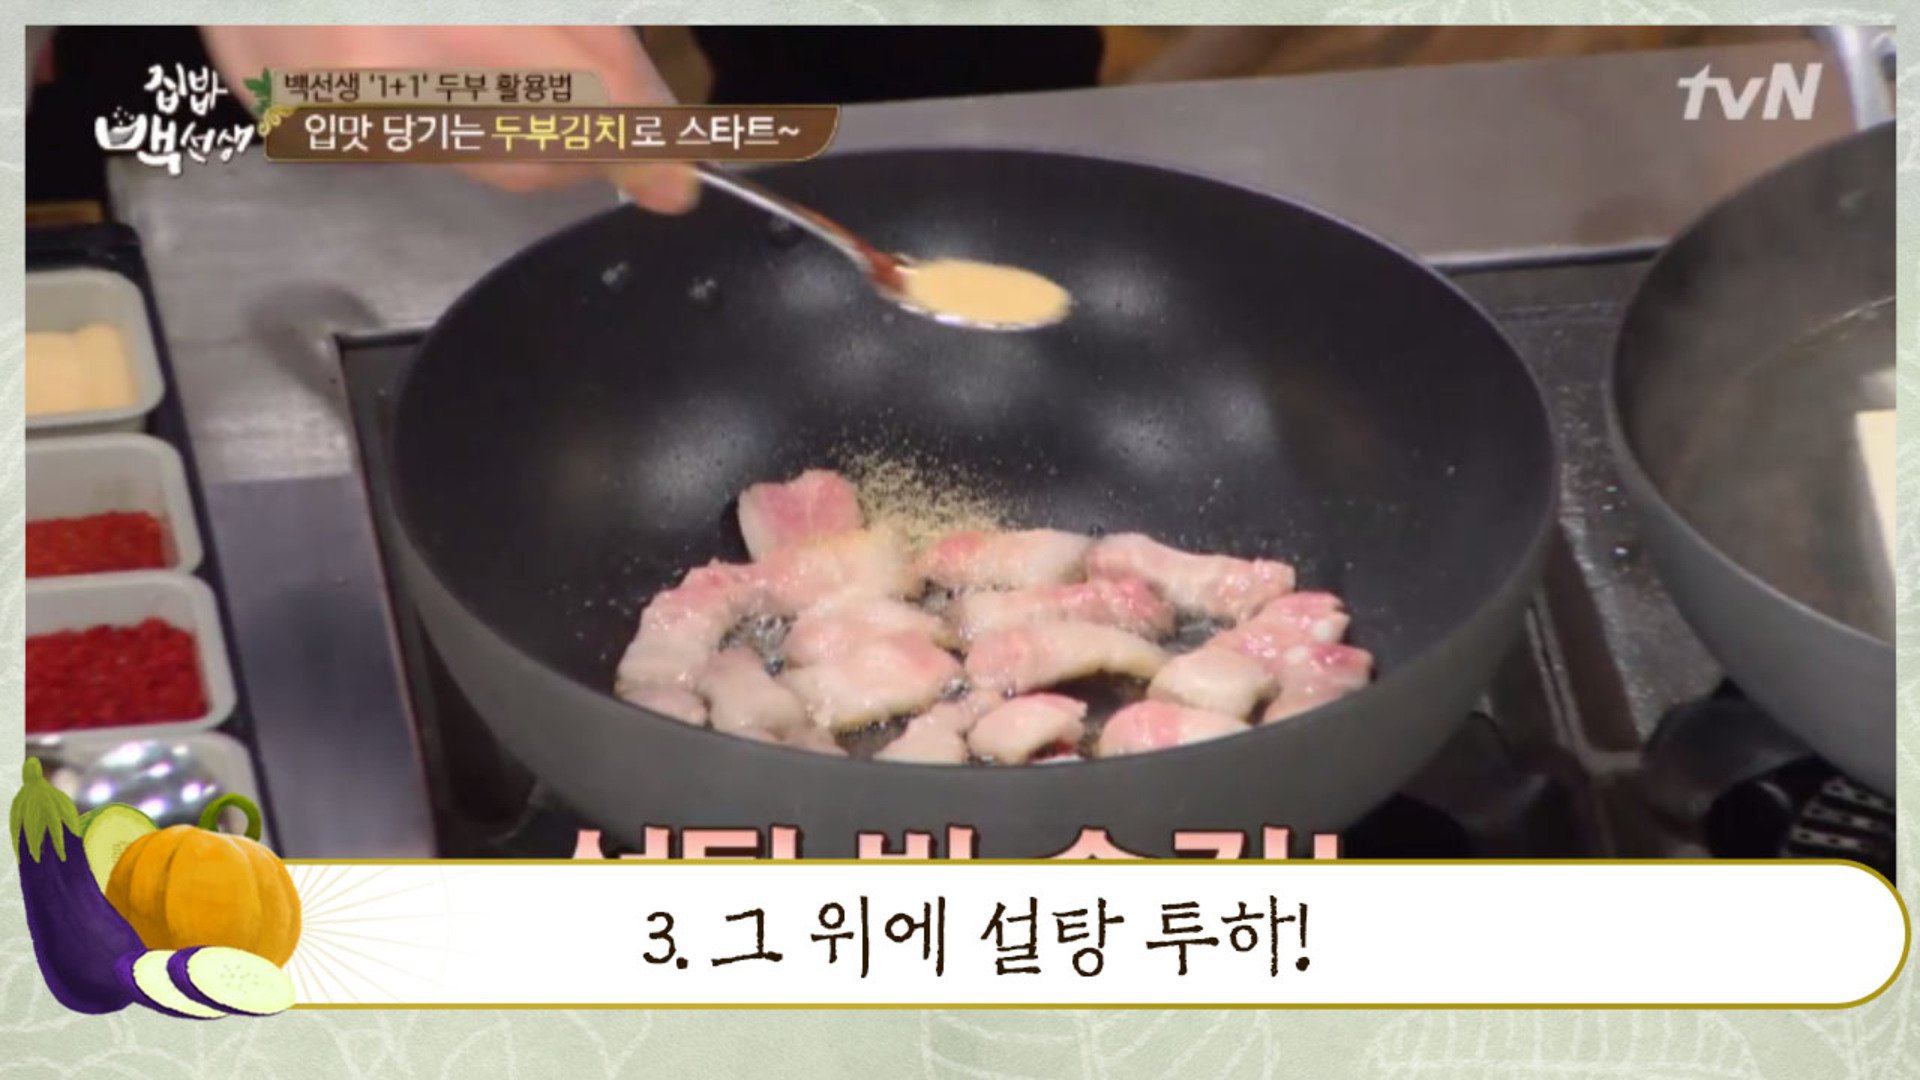 집밥
백선생
백선생 '1+1' 두부 활용법
입맛 당기는 두부김치로 스타트~
tvN
3. 그 위에 설탕 투하!